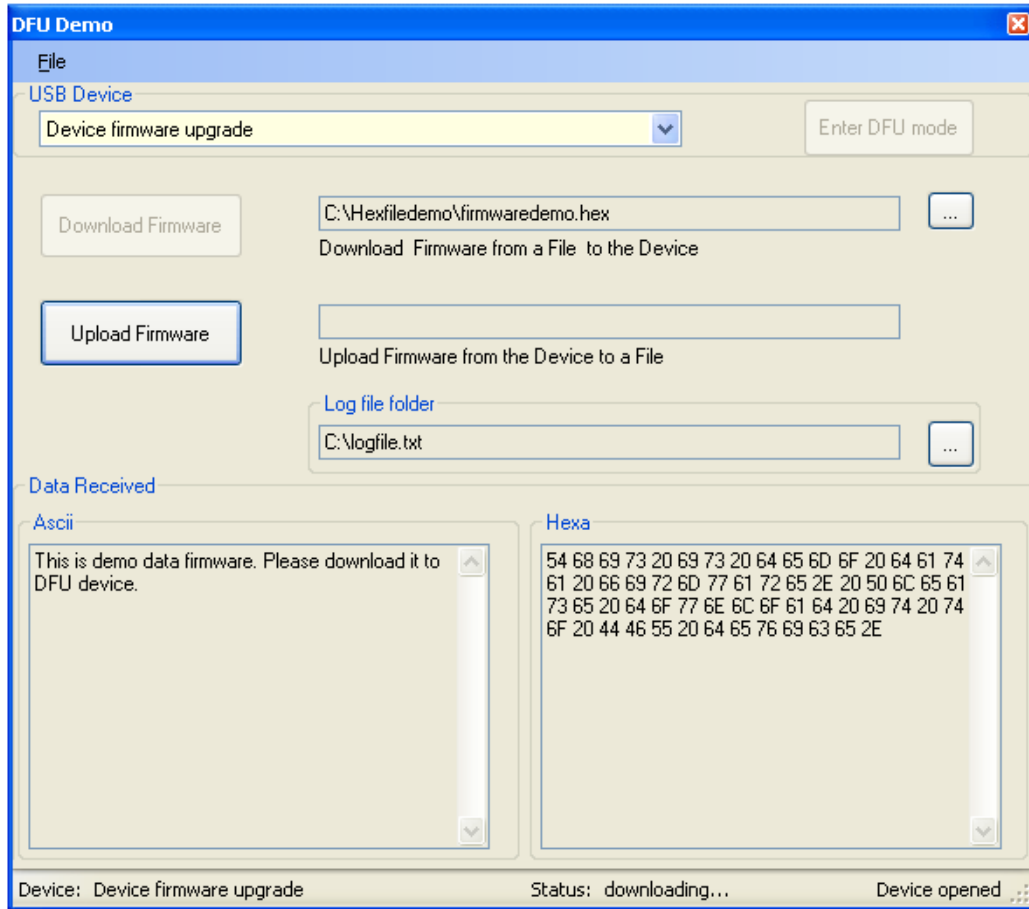 DFU Demo
File
USB Device
Device firmware upgrade
Enter DFU mode
Download Firmware
C:\Hexfiledemo\firmwaredemo.hex
...
Download  Firmware from a File  to the Device
Upload Firmware
Upload Firmware from the Device to a File
Log file folder
C:\logfile.txt
...
Data Received
Ascii
This is demo data firmware. Please download it to
DFU device.
Hexa
54 68 69 73 20 69 73 20 64 65 6D 6F 20 64 61 74
61 20 66 69 72 6D 77 61 72 65 2E 20 50 6C 65 61
73 65 20 64 6F 77 6E 6C 6F 61 64 20 69 74 20 74
6F 20 44 46 55 20 64 65 76 69 63 65 2E
Device:  Device firmware upgrade
Status:  downloading...
Device opened